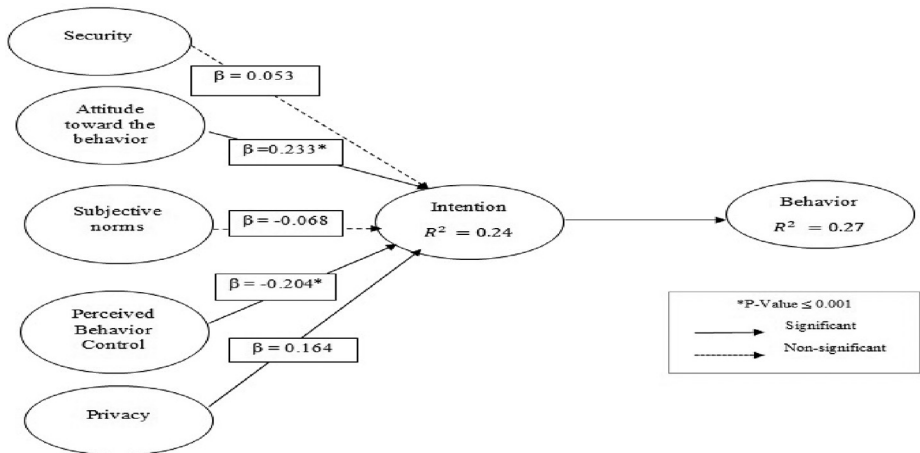 Security
β = 0.053
Attitude
toward the
behavior
β=0.233*
Subjective
norms
β = -0.068
Intention
R² = 0.24
Behavior
R² = 0.27
β = -0.204*
Perceived
Behavior
Control
β = 0.164
Privacy
*P-Value ≤ 0.001
Significant
Non-significant